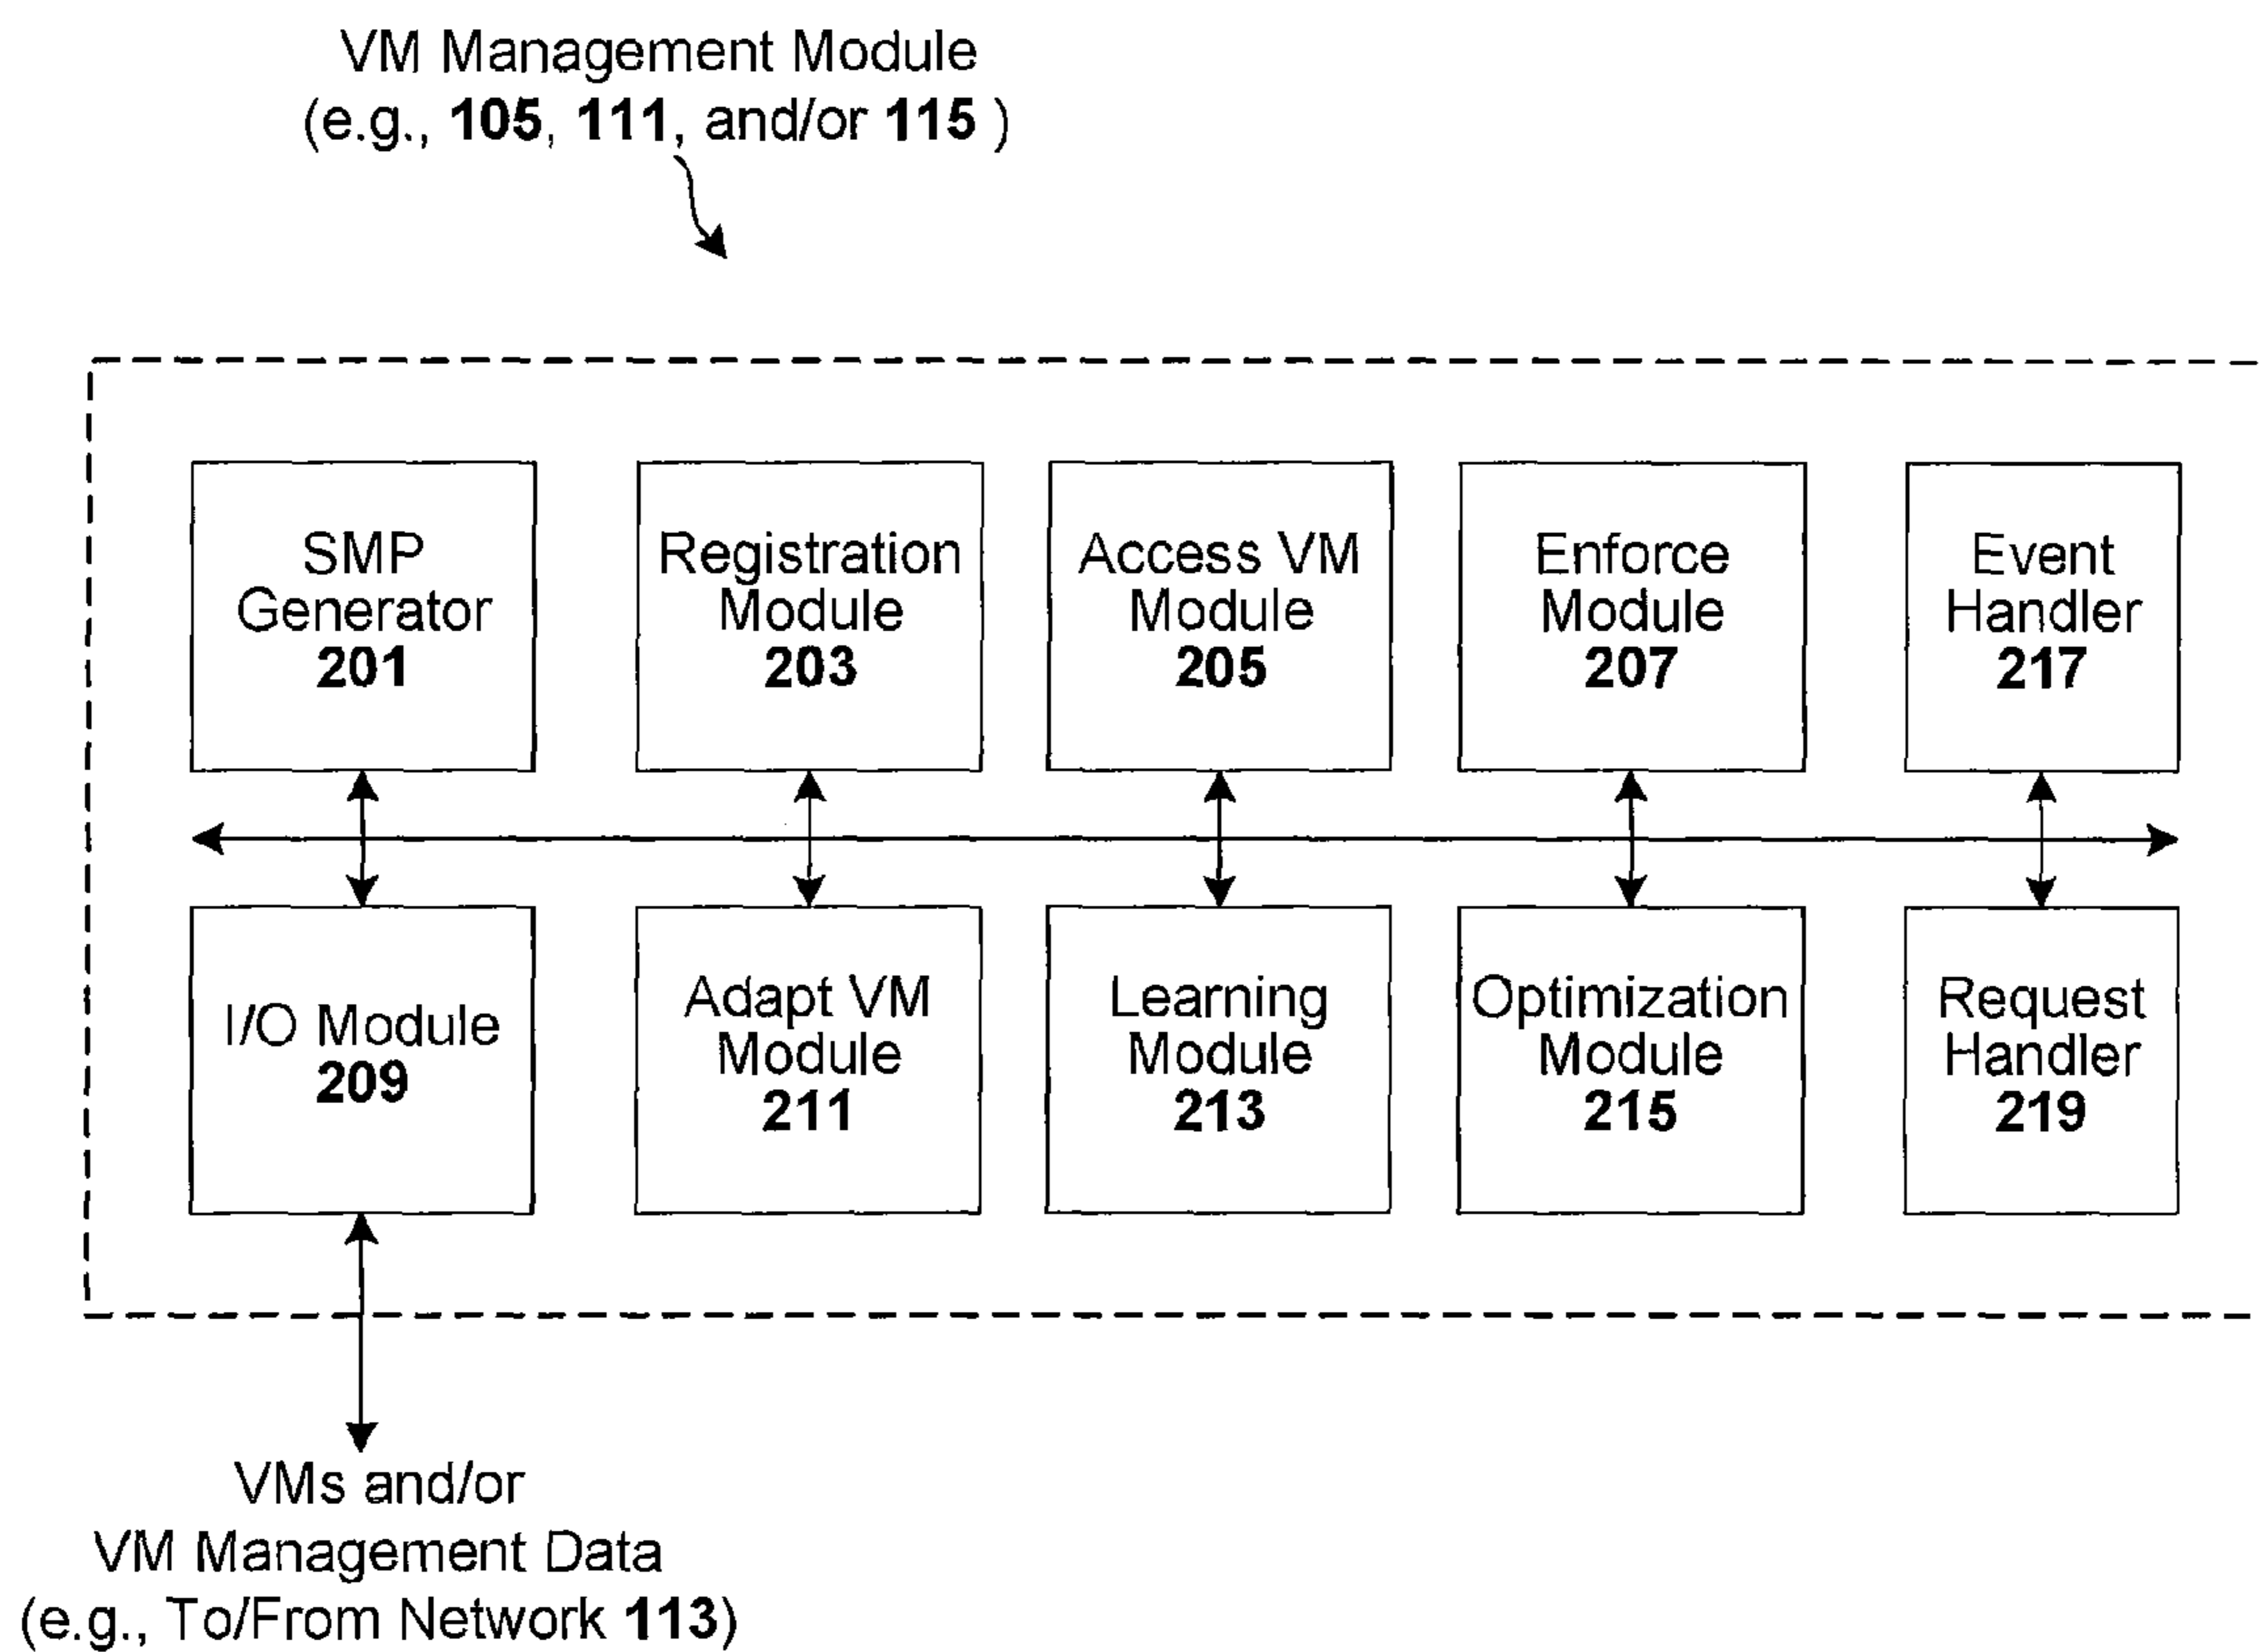 VM Management Module
(e.g., 105, 111, and/or 115 )
SMP
Generator
201
Registration
Module
203
Access VM
Module
205
Enforce
Module
207
Event
Handler
217
I/O Module
209
Adapt VM
Module
211
Learning
Module
213
Optimization
Module
215
Request
Handler
219
VMs and/or
VM Management Data
(e.g., To/From Network 113)